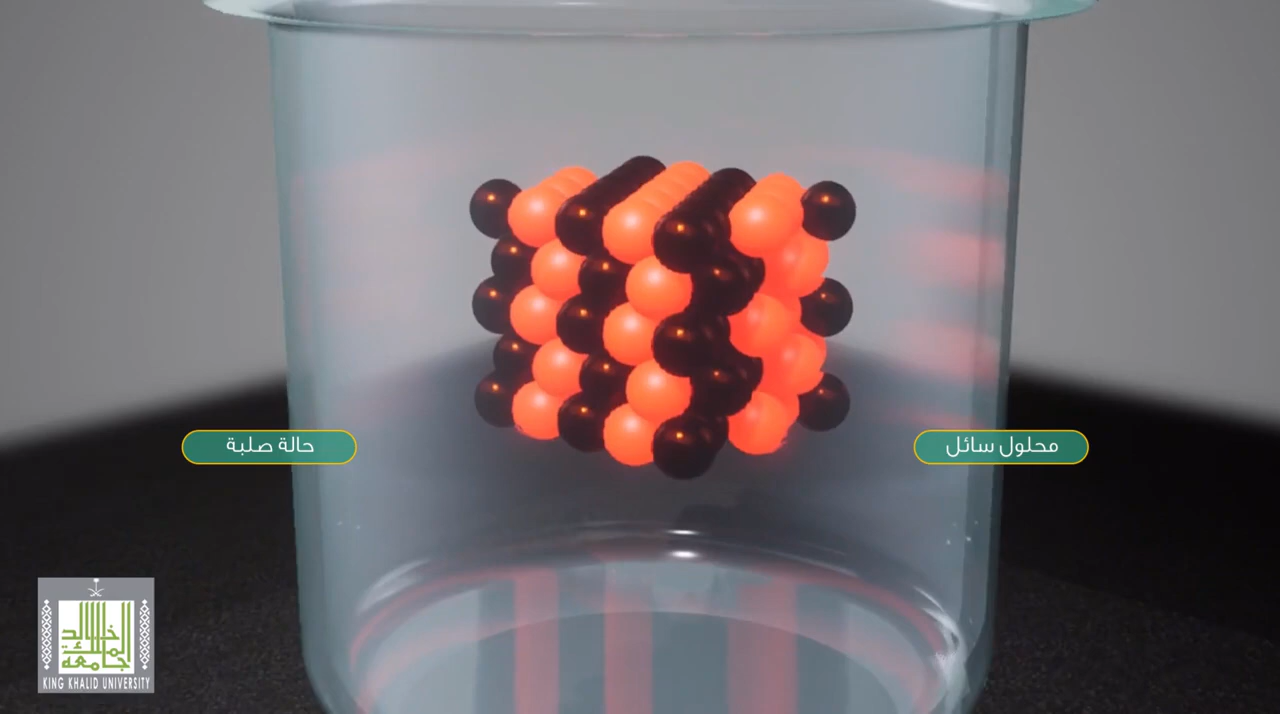 محلول سائل
حالة صلبة
جامعة الملك خالد
KING KHALID UNIVERSITY